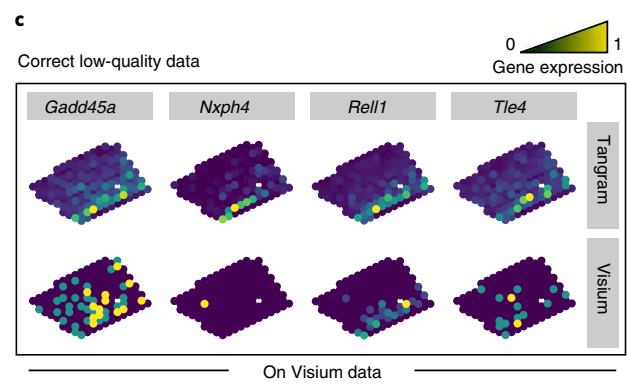 c
0 1
Gene expression
Correct low-quality data
Gadd45a Nxph4 Rell1 Tle4
Tangram
Visium
On Visium data